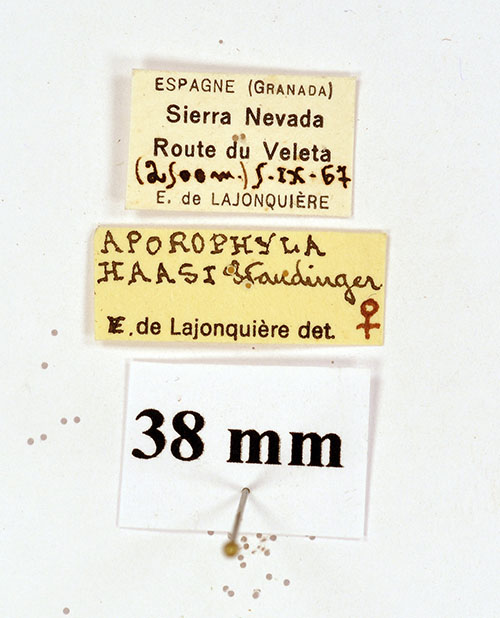 ESPAGNE (GRANADA)
Sierra Nevada
Route du Veleta
(2500 m.) 5-IX-67
E. de LAJONQUIÈRE
APOROPHYLA
HAASI Staudinger
E. de Lajonquière det. ♀
38 mm